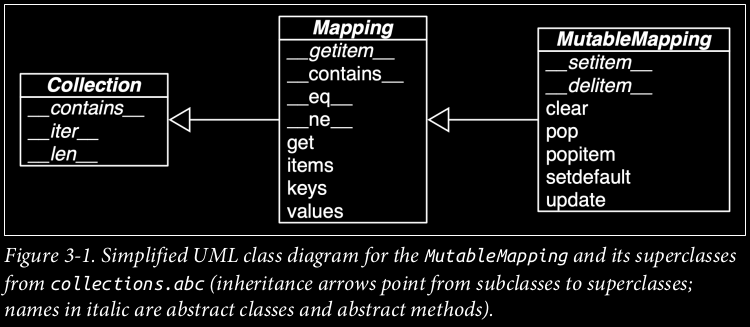 Collection
__contains__
__iter__
__len__
Mapping
__getitem__
__contains__
__eq__
__ne__
get
items
keys
values
MutableMapping
__setitem__
__delitem__
clear
pop
popitem
setdefault
update
Figure 3-1. Simplified UML class diagram for the MutableMapping and its superclasses
from collections.abc (inheritance arrows point from subclasses to superclasses;
names in italic are abstract classes and abstract methods).